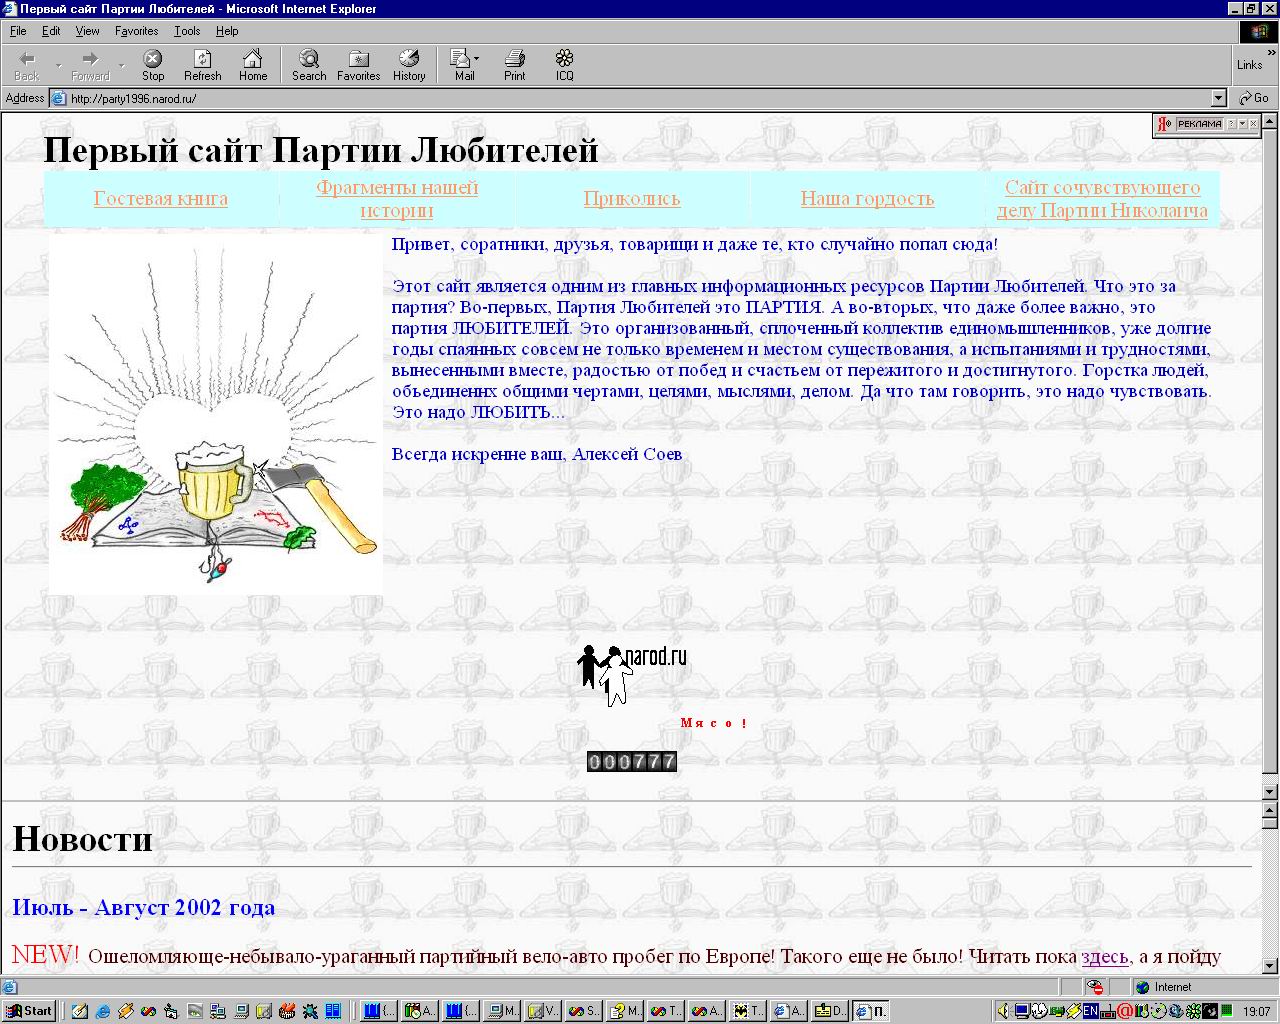 Первый сайт Партии Любителей - Microsoft Internet Explorer
File Edit View Favorites Tools Help
Back Forward Stop Refresh Home Search Favorites History Mail Print ICQ Links
Address http://party1996.narod.ru/ Go
РЕКЛАМА
Первый сайт Партии Любителей
Гостевая книга
Фрагменты нашей
истории
Приколись
Наша гордость
Сайт сочувствующего
делу Партии Николаича
Привет, соратники, друзья, товарищи и даже те, кто случайно попал сюда!
Этот сайт является одним из главных информационных ресурсов Партии Любителей. Что это за
партия? Во-первых, Партия Любителей это ПАРТИЯ. А во-вторых, что даже более важно, это
партия ЛЮБИТЕЛЕЙ. Это организованный, сплоченный коллектив единомышленников, уже долгие
годы спаянных совсем не только временем и местом существования, а испытаниями и трудностями,
вынесенными вместе, радостью от побед и счастьем от пережитого и достигнутого. Горстка людей,
обьединеннх общими чертами, целями, мыслями, делом. Да что там говорить, это надо чувствовать.
Это надо ЛЮБИТЬ...
Всегда искренне ваш, Алексей Соев
narod.ru
Мясо!
000777
Новости
Июль - Август 2002 года
NEW! Ошеломляюще-небывало-ураганный партийный вело-авто пробег по Европе! Такого еще не было! Читать пока здесь, а я пойду
Internet
Start {... A... {... M... V... S... M... T... A... T... A... D... П. EN 19:07